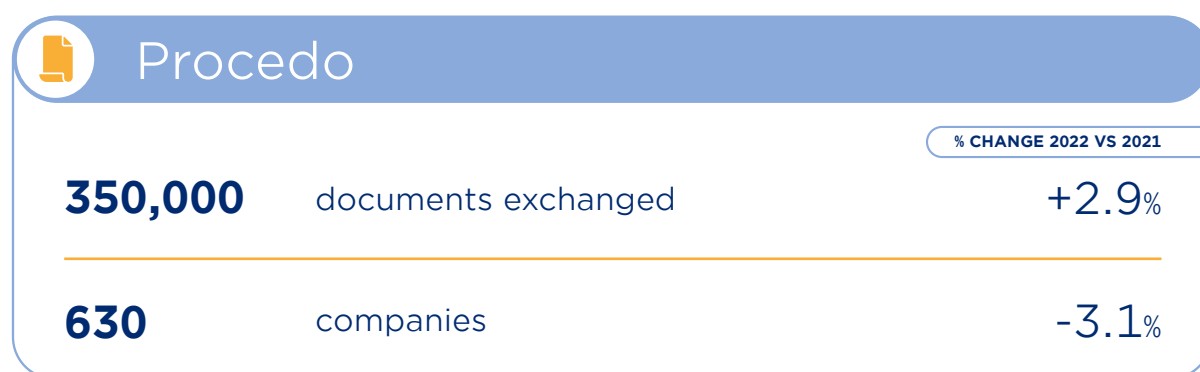 Procedo
% CHANGE 2022 VS 2021
350,000 documents exchanged +2.9%
630 companies -3.1%